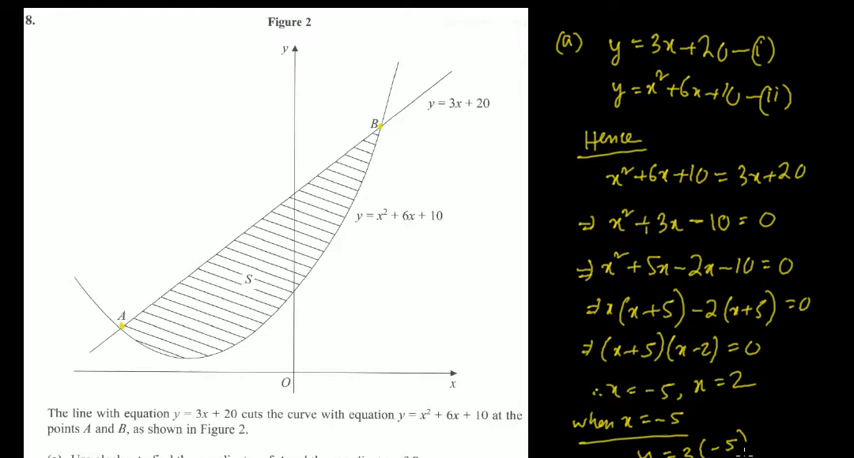 8.
Figure 2
y
y = 3x + 20
B
y = x² + 6x + 10
S
A
O
x
The line with equation y = 3x + 20 cuts the curve with equation y = x² + 6x + 10 at the
points A and B, as shown in Figure 2.
(a) y = 3x + 20 — (i)
y = x² + 6x + 10 — (ii)
Hence
x² + 6x + 10 = 3x + 20
⇒ x² + 3x − 10 = 0
⇒ x² + 5x − 2x − 10 = 0
⇒ x(x + 5) − 2(x + 5) = 0
⇒ (x + 5)(x − 2) = 0
∴ x = −5, x = 2
when x = −5
y = 3(−5)